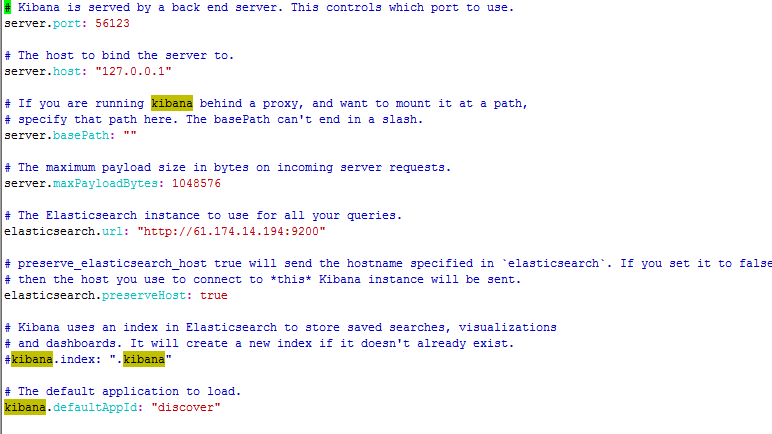 # Kibana is served by a back end server. This controls which port to use.
server.port: 56123
# The host to bind the server to.
server.host: "127.0.0.1"
# If you are running kibana behind a proxy, and want to mount it at a path,
# specify that path here. The basePath can't end in a slash.
server.basePath: ""
# The maximum payload size in bytes on incoming server requests.
server.maxPayloadBytes: 1048576
# The Elasticsearch instance to use for all your queries.
elasticsearch.url: "http://61.174.14.194:9200"
# preserve_elasticsearch_host true will send the hostname specified in `elasticsearch`. If you set it to false
# then the host you use to connect to *this* Kibana instance will be sent.
elasticsearch.preserveHost: true
# Kibana uses an index in Elasticsearch to store saved searches, visualizations
# and dashboards. It will create a new index if it doesn't already exist.
#kibana.index: ".kibana"
# The default application to load.
kibana.defaultAppId: "discover"